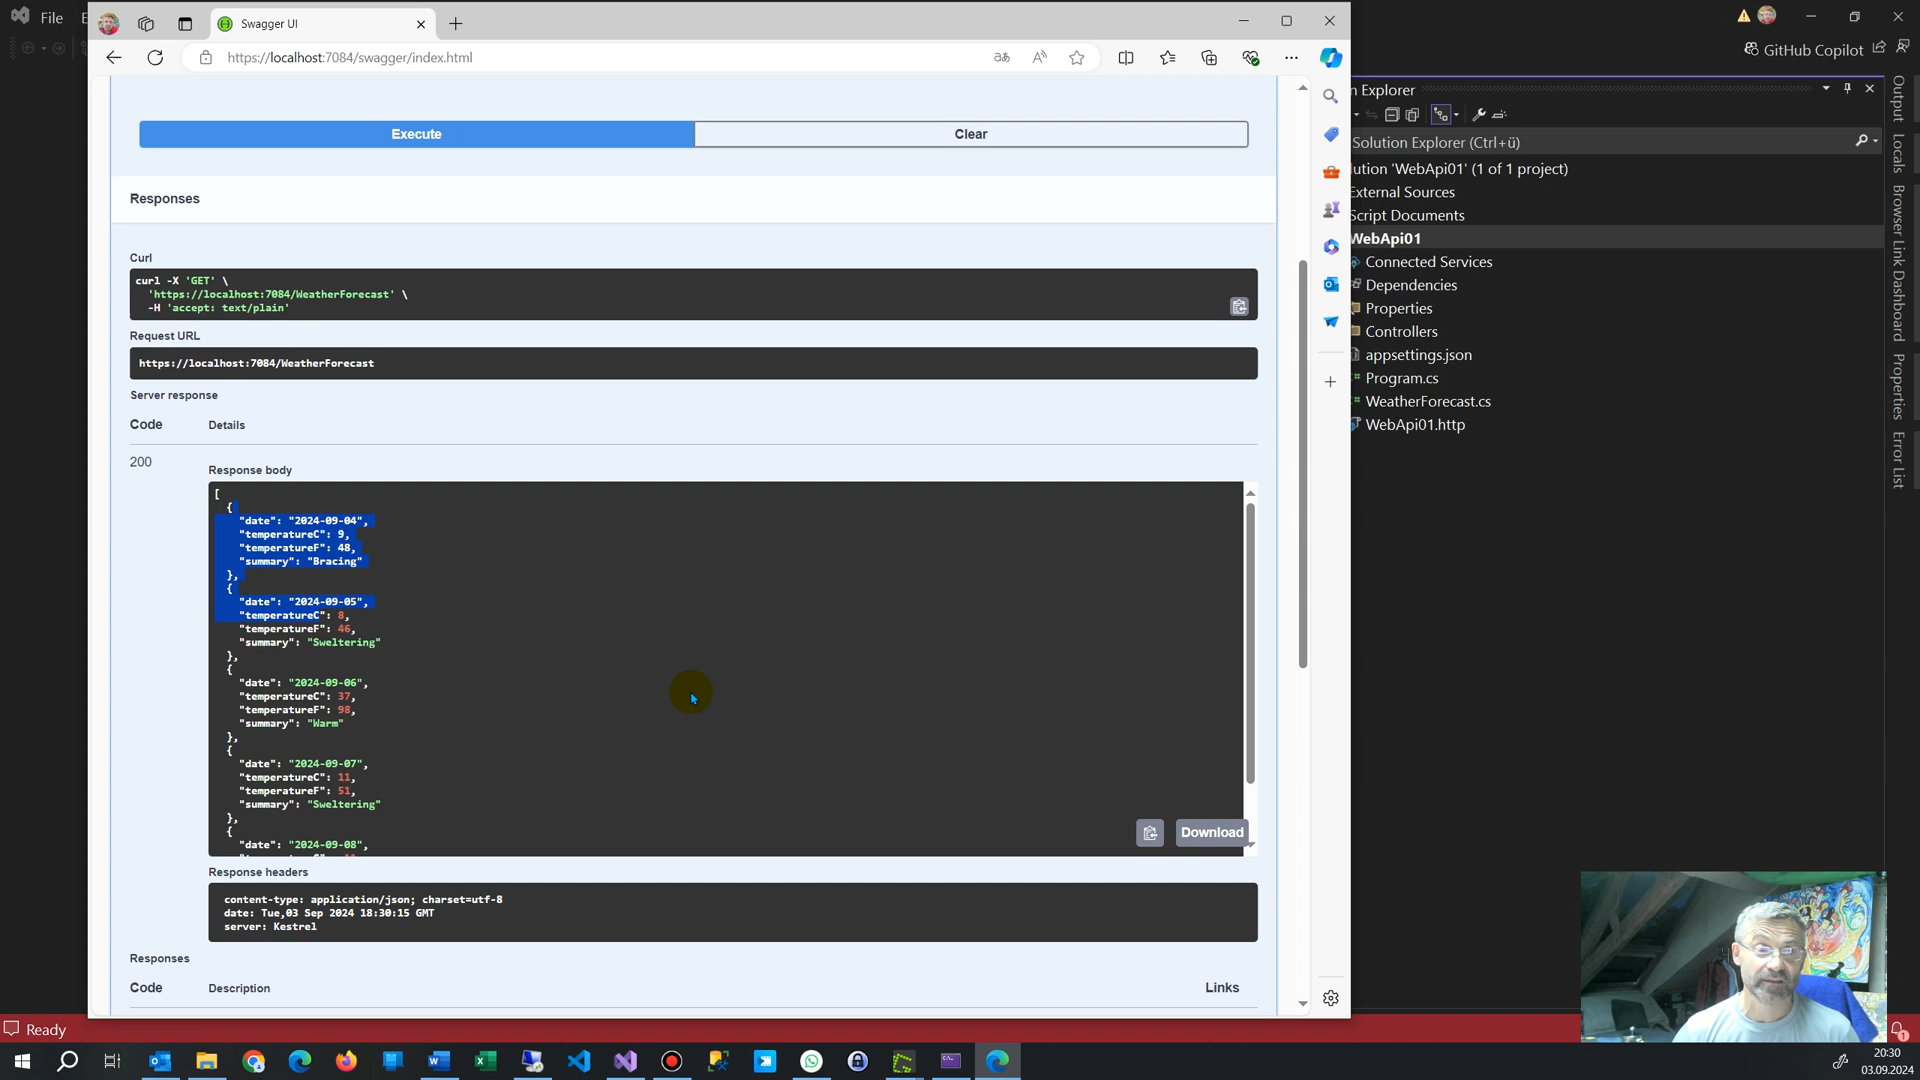 File
Swagger UI
https://localhost:7084/swagger/index.html
GitHub Copilot
Execute
Clear
Responses
Curl
curl -X 'GET' \
'https://localhost:7084/WeatherForecast' \
-H 'accept: text/plain'
Request URL
https://localhost:7084/WeatherForecast
Server response
Code
Details
200
Response body
[
{
"date": "2024-09-04",
"temperatureC": 9,
"temperatureF": 48,
"summary": "Bracing"
},
{
"date": "2024-09-05",
"temperatureC": 8,
"temperatureF": 46,
"summary": "Sweltering"
},
{
"date": "2024-09-06",
"temperatureC": 37,
"temperatureF": 98,
"summary": "Warm"
},
{
"date": "2024-09-07",
"temperatureC": 11,
"temperatureF": 51,
"summary": "Sweltering"
},
{
"date": "2024-09-08",
Download
Response headers
content-type: application/json; charset=utf-8
date: Tue,03 Sep 2024 18:30:15 GMT
server: Kestrel
Responses
Code
Description
Links
n Explorer
Solution Explorer (Ctrl+ü)
ution 'WebApi01' (1 of 1 project)
External Sources
Script Documents
WebApi01
Connected Services
Dependencies
Properties
Controllers
appsettings.json
Program.cs
WeatherForecast.cs
WebApi01.http
Output
Locals
Browser Link Dashboard
Properties
Error List
Ready
20:30
03.09.2024